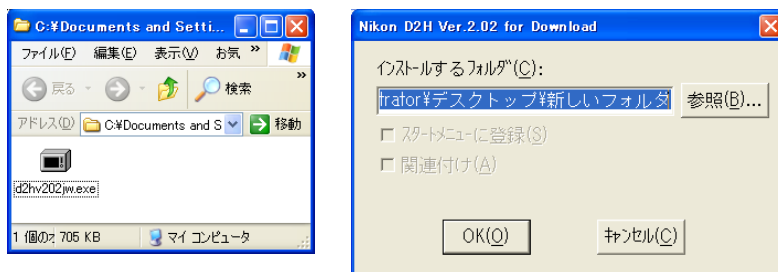 C:¥Documents and Setti...
ファイル(F) 編集(E) 表示(V) お気 »
戻る 検索 »
アドレス(D) C:¥Documents and S 移動
d2hv202jw.exe
1 個のオ 705 KB マイ コンピュータ
Nikon D2H Ver.2.02 for Download
インストールするフォルダ(C):
trator¥デスクトップ¥新しいフォルダ 参照(B)...
スタートメニューに登録(S)
関連付け(A)
OK(O) キャンセル(C)